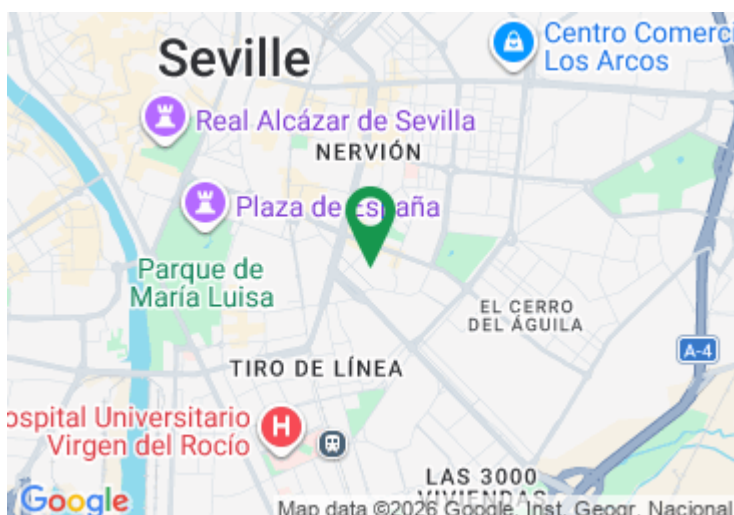 Seville
Centro Comerci
Los Arcos
Real Alcázar de Sevilla
NERVIÓN
Plaza de España
Parque de
María Luisa
EL CERRO
DEL ÁGUILA
A-4
TIRO DE LÍNEA
ospital Universitario
Virgen del Rocío
H
LAS 3000
VIVIENDAS
Google
Map data ©2026 Google, Inst. Geogr. Nacional